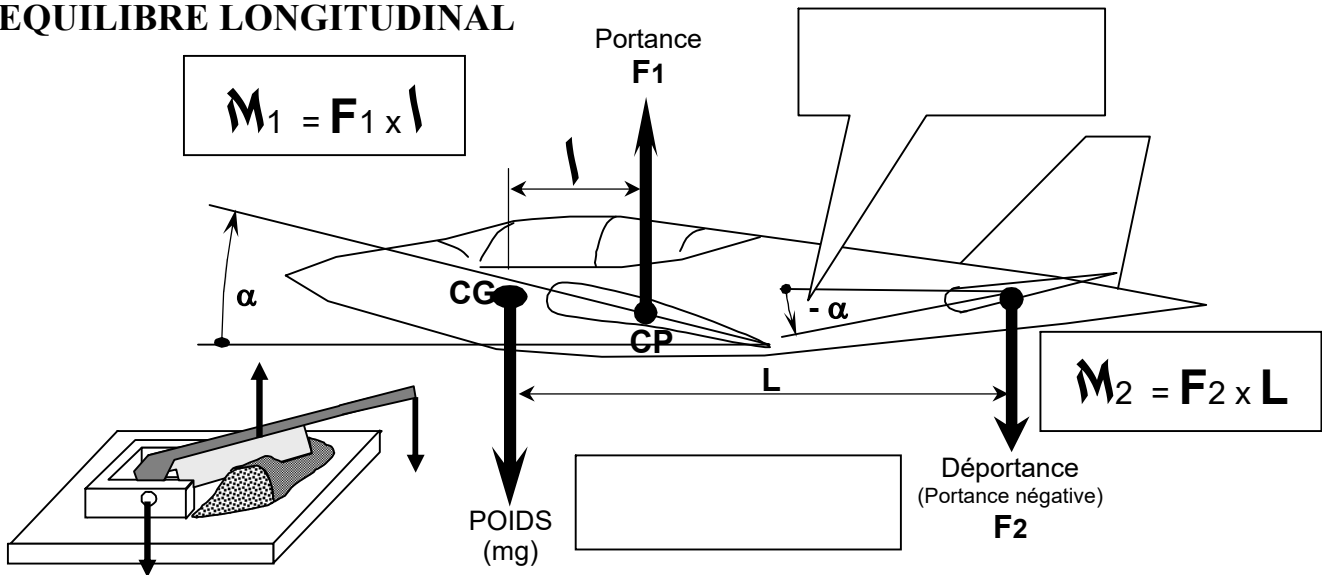 EQUILIBRE LONGITUDINAL
Portance
F1
M1 = F1 x l
l
α
CG
CP
- α
L
M2 = F2 x L
POIDS
(mg)
Déportance
(Portance négative)
F2